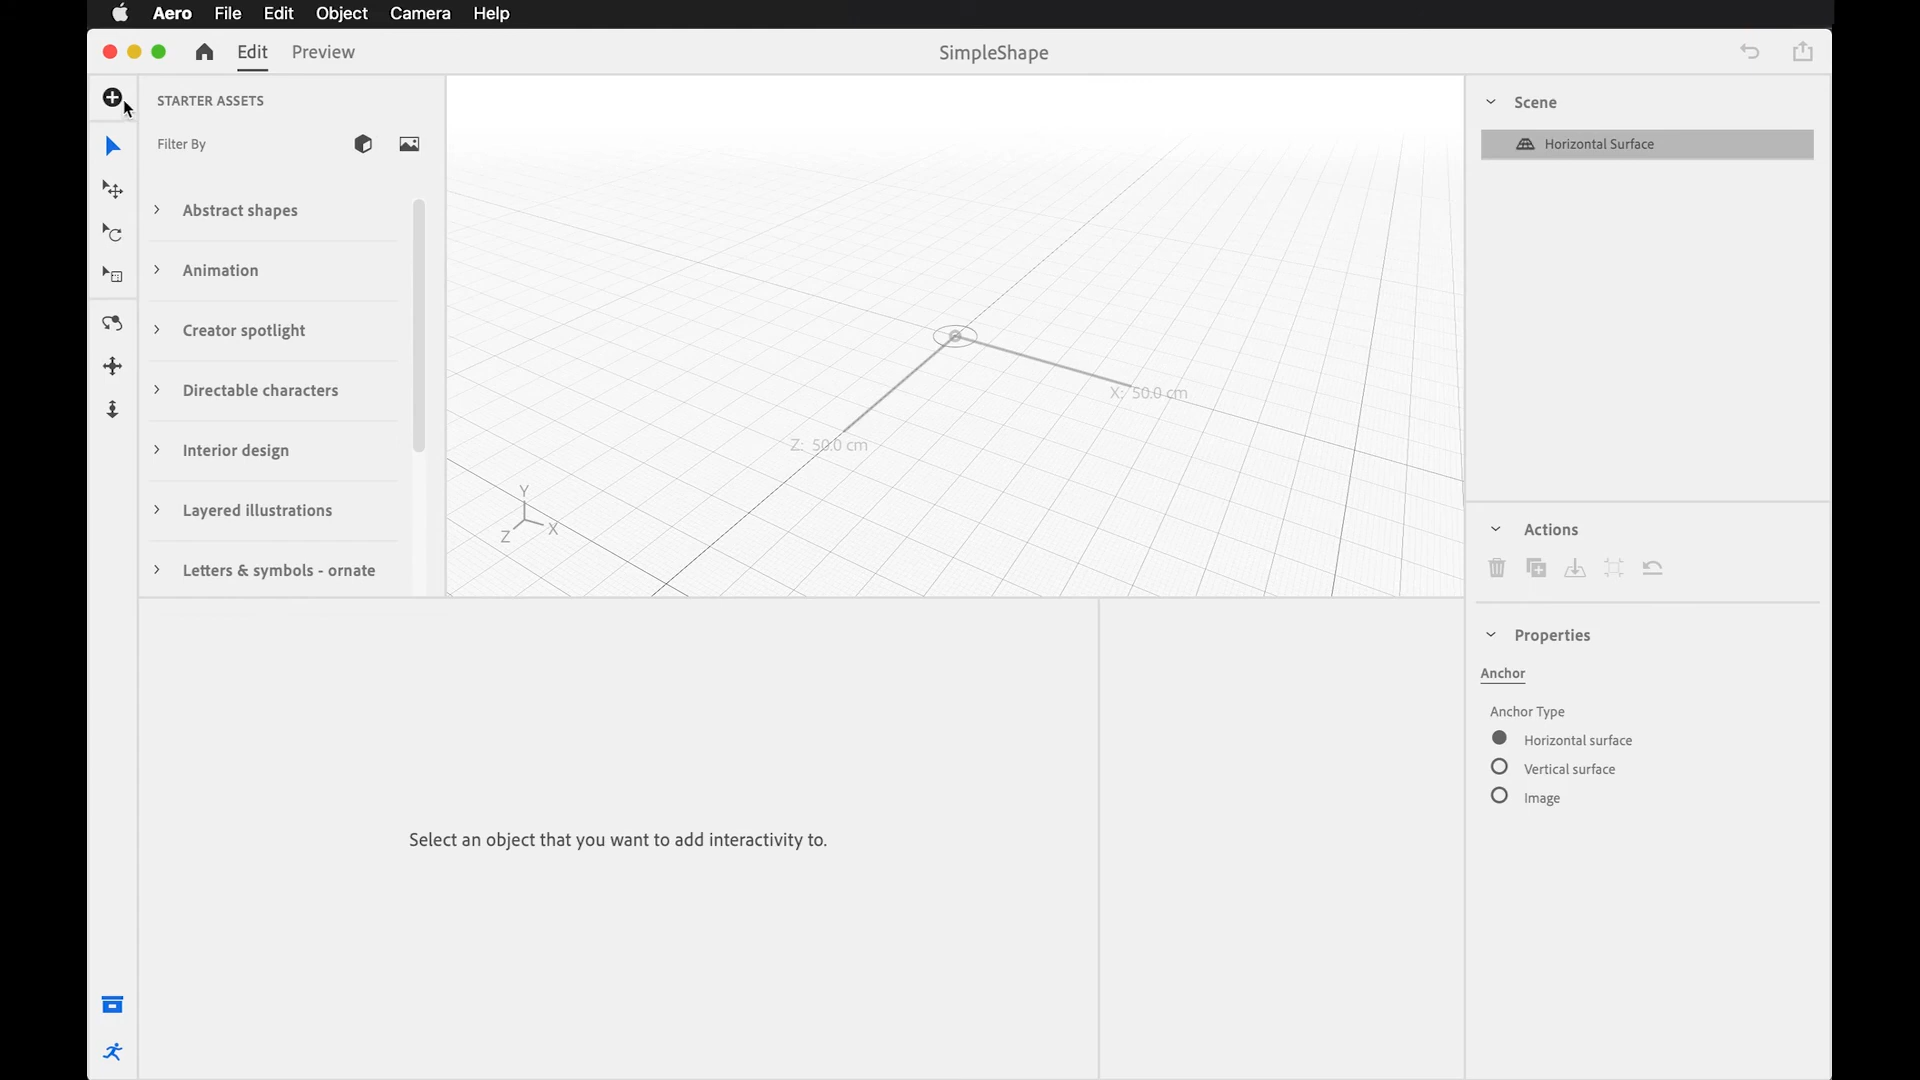 Aero File Edit Object Camera Help
Edit Preview SimpleShape
STARTER ASSETS
Filter By
Abstract shapes
Animation
Creator spotlight
Directable characters
Interior design
Layered illustrations
Letters & symbols - ornate
X: 50.0 cm
Z: 50.0 cm
Y
X
Z
Select an object that you want to add interactivity to.
Scene
Horizontal Surface
Actions
Properties
Anchor
Anchor Type
Horizontal surface
Vertical surface
Image